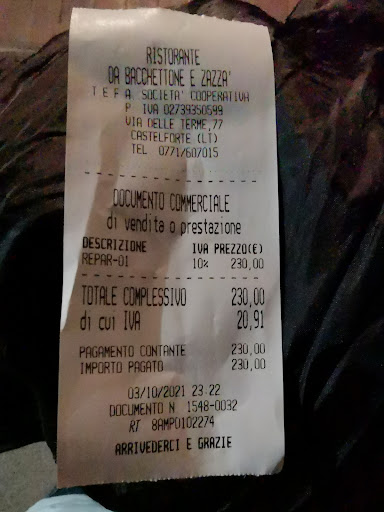 RISTORANTE
DA BACCHETTONE E ZAZZA'
T E F A SOCIETA' COOPERATIVA
P IVA 02739350599
VIA DELLE TERME,77
CASTELFORTE (LT)
TEL 0771/607015
DOCUMENTO COMMERCIALE
di vendita o prestazione
DESCRIZIONE IVA PREZZO(€)
REPAR-01 10% 230,00
TOTALE COMPLESSIVO 230,00
di cui IVA 20,91
PAGAMENTO CONTANTE 230,00
IMPORTO PAGATO 230,00
03/10/2021 23:22
DOCUMENTO N 1548-0032
RT 8AMP0102274
ARRIVEDERCI E GRAZIE